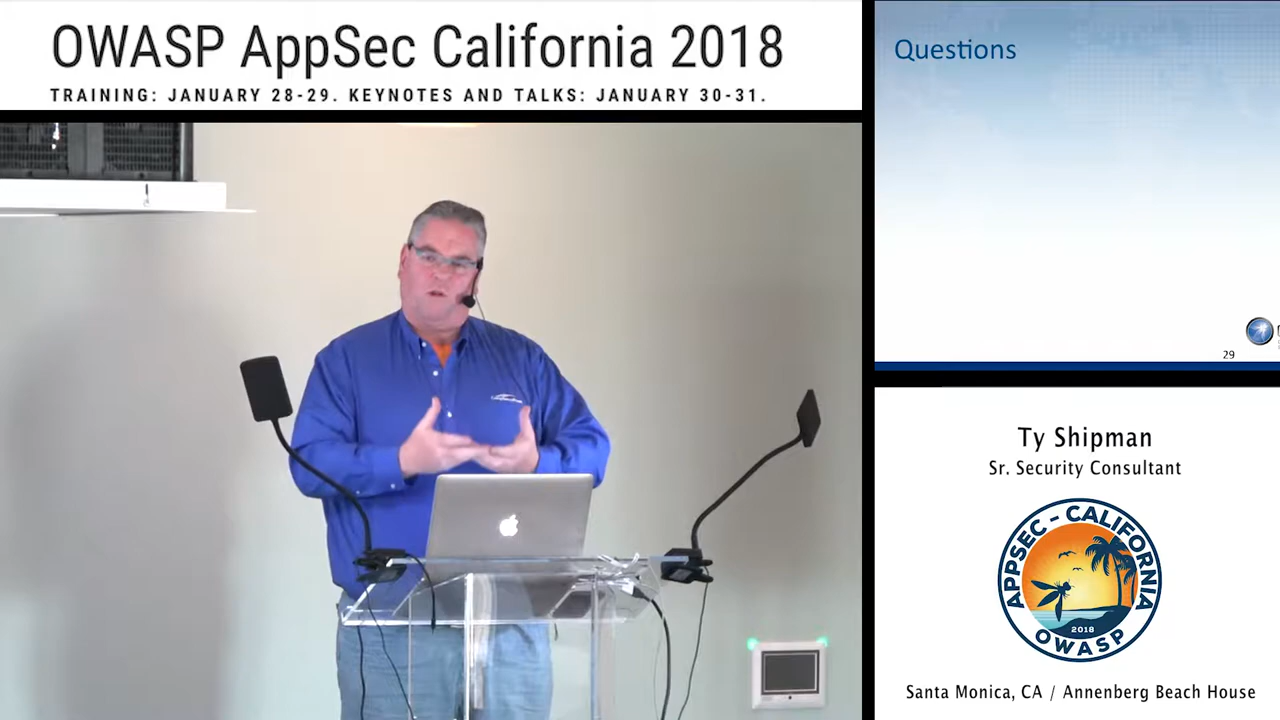 OWASP AppSec California 2018
TRAINING: JANUARY 28-29. KEYNOTES AND TALKS: JANUARY 30-31.
Questions
29
Ty Shipman
Sr. Security Consultant
APPSEC - CALIFORNIA
2018
OWASP
Santa Monica, CA / Annenberg Beach House